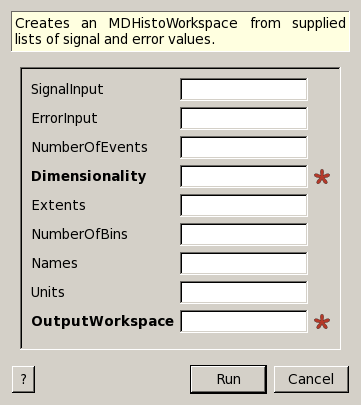 Creates an MDHistoWorkspace from supplied
lists of signal and error values.
SignalInput
ErrorInput
NumberOfEvents
Dimensionality *
Extents
NumberOfBins
Names
Units
OutputWorkspace *
? Run Cancel